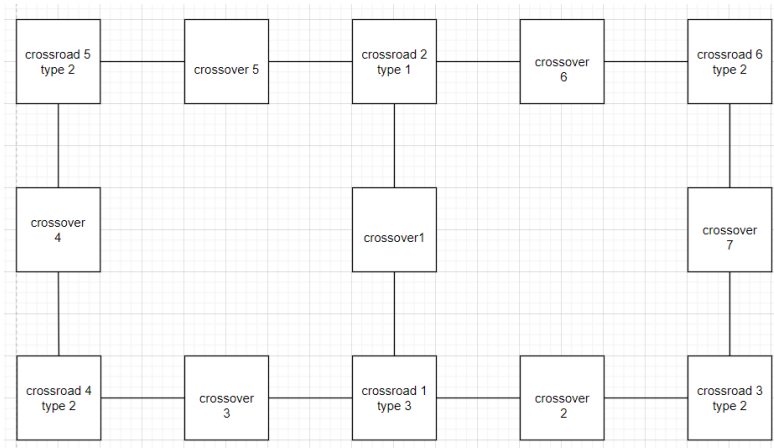 crossroad 5
type 2
crossover 5
crossroad 2
type 1
crossover
6
crossroad 6
type 2
crossover
4
crossover1
crossover
7
crossroad 4
type 2
crossover
3
crossroad 1
type 3
crossover
2
crossroad 3
type 2